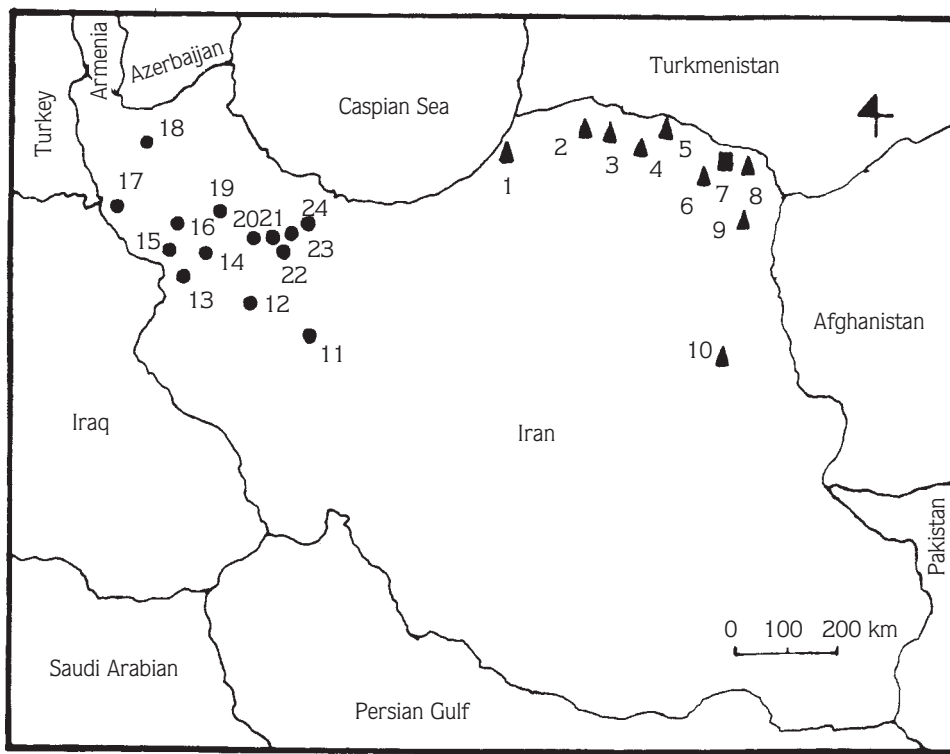 Turkey
Armenia
Azerbaijan
Caspian Sea
Turkmenistan
18
17
19
16
20 21 24
15
14
23
22
13
12
11
1
2
3
4
5
6
7
8
9
10
Afghanistan
Iraq
Iran
Pakistan
0 100 200 km
Saudi Arabian
Persian Gulf